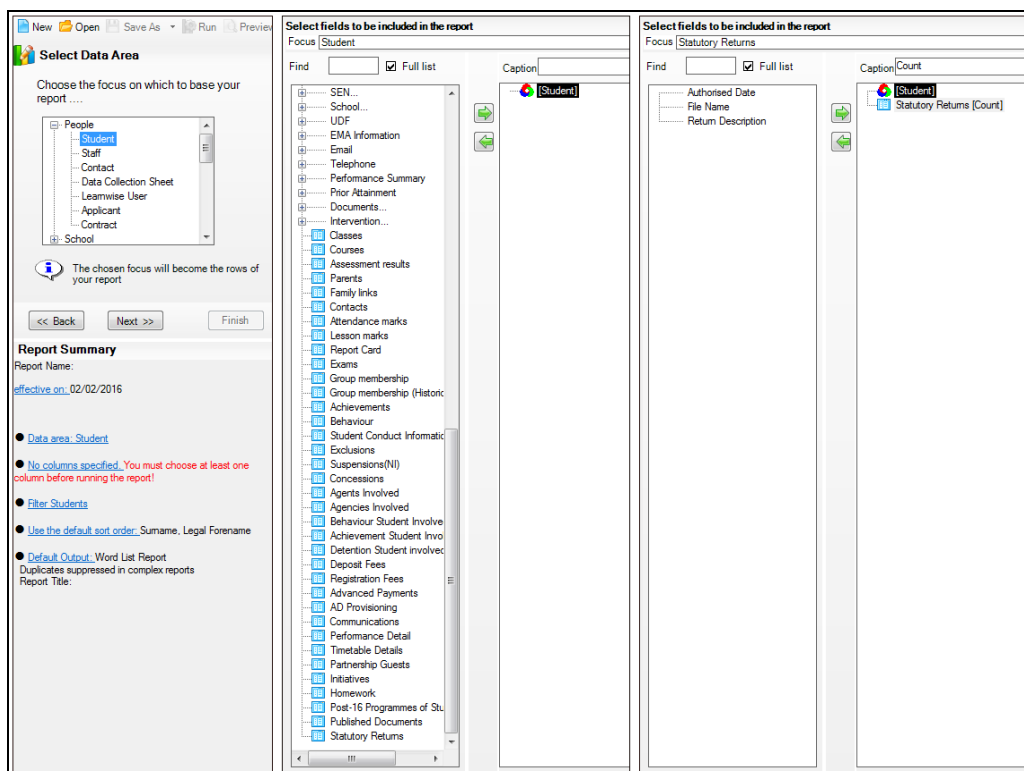 New Open Save As Run Preview
Select Data Area
Choose the focus on which to base your
report ....
People
Student
Staff
Contact
Data Collection Sheet
Learnwise User
Applicant
Contract
School
The chosen focus will become the rows of
your report
<< Back Next >> Finish
Report Summary
Report Name:
effective on: 02/02/2016
Data area: Student
No columns specified. You must choose at least one
column before running the report!
Filter Students
Use the default sort order: Surname, Legal Forename
Default Output: Word List Report
Duplicates suppressed in complex reports
Report Title:
Select fields to be included in the report
Focus Student
Find Full list Caption
SEN...
School...
UDF
EMA Information
Email
Telephone
Performance Summary
Prior Attainment
Documents...
Intervention...
Classes
Courses
Assessment results
Parents
Family links
Contacts
Attendance marks
Lesson marks
Report Card
Exams
Group membership
Group membership (Historic
Achievements
Behaviour
Student Conduct Informatic
Exclusions
Suspensions(NI)
Concessions
Agents Involved
Agencies Involved
Behaviour Student Involve
Achievement Student Invo
Detention Student involved
Deposit Fees
Registration Fees
Advanced Payments
AD Provisioning
Communications
Performance Detail
Timetable Details
Partnership Guests
Initiatives
Homework
Post-16 Programmes of Stu
Published Documents
Statutory Returns
[Student]
Select fields to be included in the report
Focus Statutory Returns
Find Full list Caption Count
Authorised Date
File Name
Return Description
[Student]
Statutory Returns [Count]